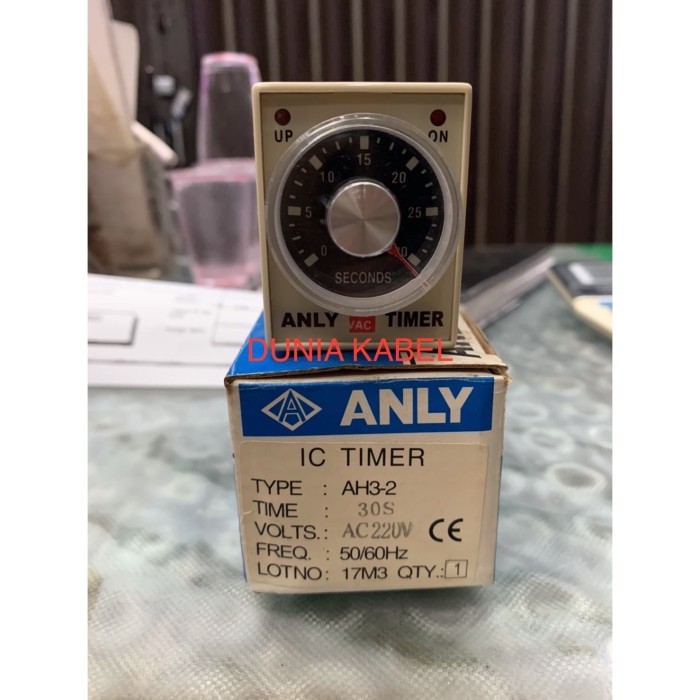 UP
ON
0
5
10
15
20
25
30
SECONDS
ANLY VAC TIMER
DUNIA KABEL
ANLY
IC TIMER
TYPE : AH3-2
TIME : 30S
VOLTS.: AC220V CE
FREQ. : 50/60Hz
LOTNO: 17M3 QTY.: 1